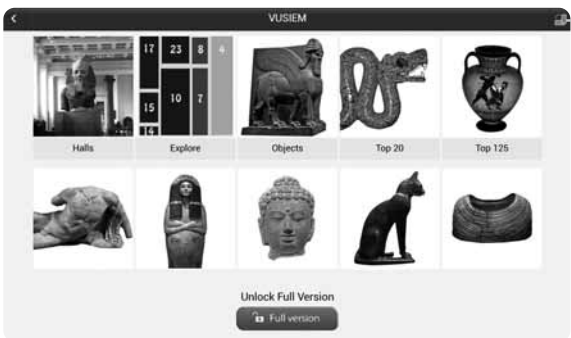 VUSIEM
17 23 8 4
15 10 7
14
Halls Explore Objects Top 20 Top 125
Unlock Full Version
Full version